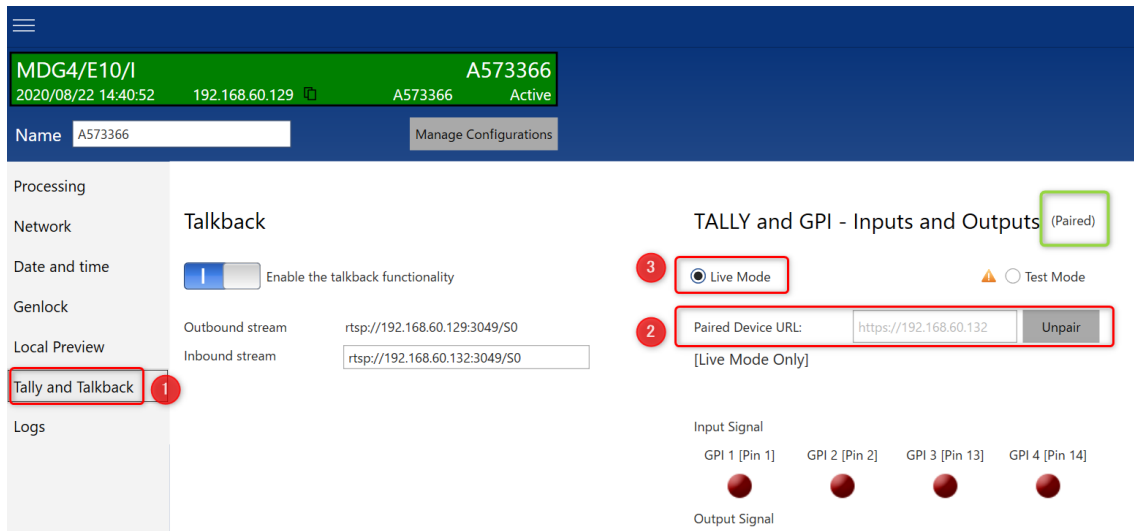 MDG4/E10/I A573366
2020/08/22 14:40:52 192.168.60.129 A573366 Active
Name A573366 Manage Configurations
Processing
Network
Date and time
Genlock
Local Preview
Tally and Talkback 1
Logs
Talkback
Enable the talkback functionality
Outbound stream rtsp://192.168.60.129:3049/S0
Inbound stream rtsp://192.168.60.132:3049/S0
TALLY and GPI - Inputs and Outputs (Paired)
3 Live Mode Test Mode
2 Paired Device URL: https://192.168.60.132 Unpair
[Live Mode Only]
Input Signal
GPI 1 [Pin 1] GPI 2 [Pin 2] GPI 3 [Pin 13] GPI 4 [Pin 14]
Output Signal